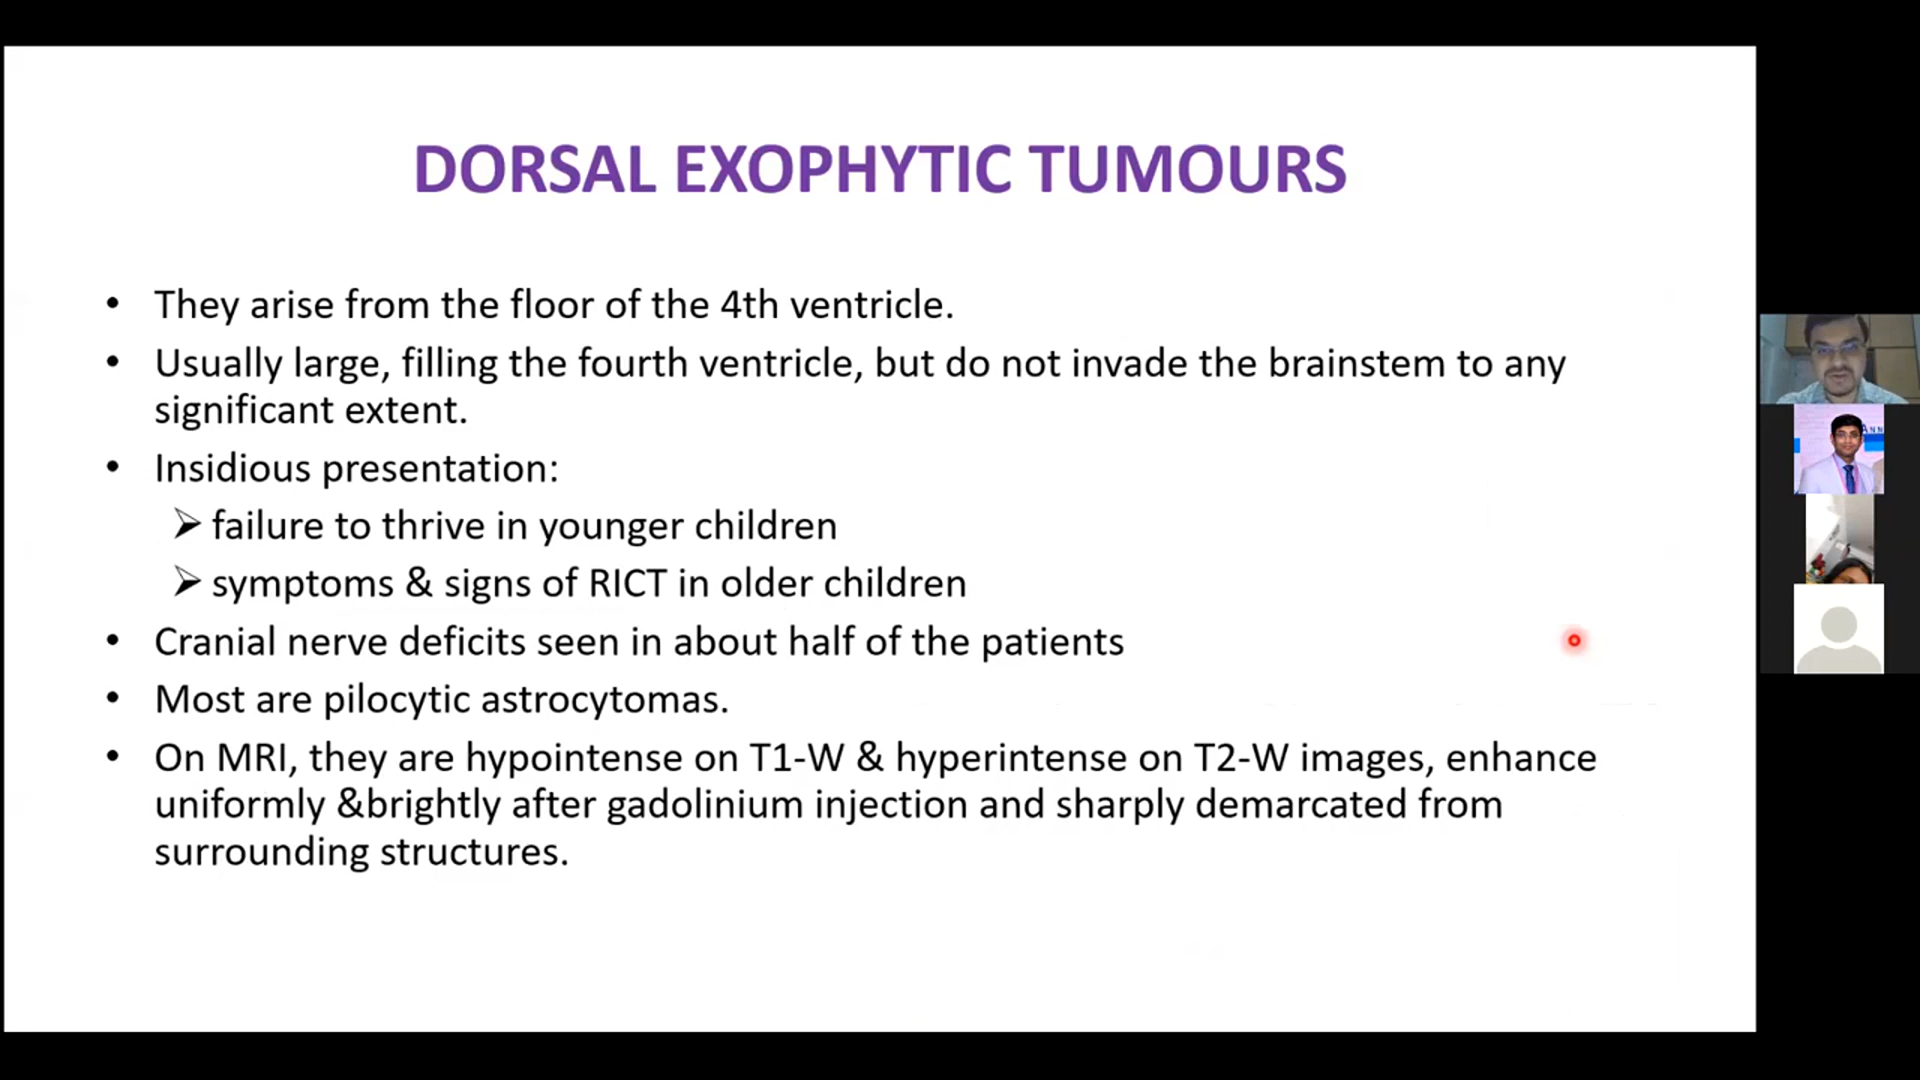 DORSAL EXOPHYTIC TUMOURS
• They arise from the floor of the 4th ventricle.
• Usually large, filling the fourth ventricle, but do not invade the brainstem to any
significant extent.
• Insidious presentation:
➢ failure to thrive in younger children
➢ symptoms & signs of RICT in older children
• Cranial nerve deficits seen in about half of the patients
• Most are pilocytic astrocytomas.
• On MRI, they are hypointense on T1-W & hyperintense on T2-W images, enhance
uniformly &brightly after gadolinium injection and sharply demarcated from
surrounding structures.